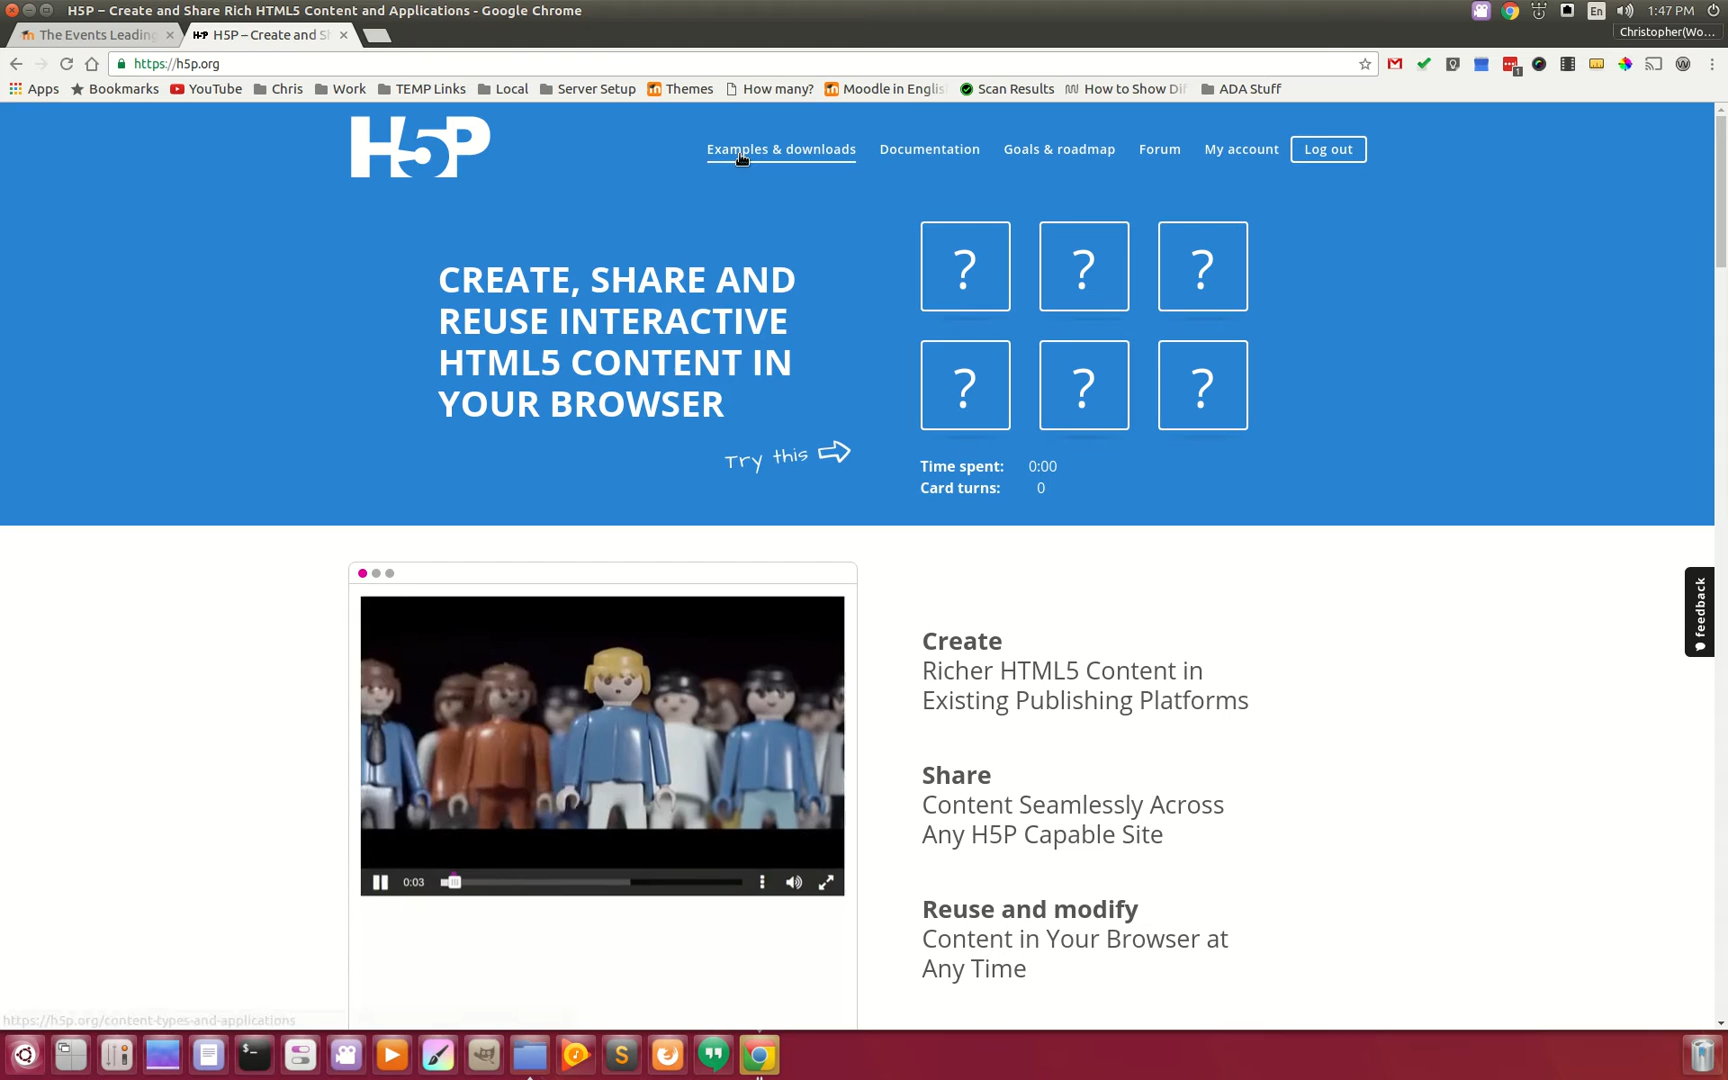 H5P – Create and Share Rich HTML5 Content and Applications - Google Chrome
En
1:47 PM
The Events Leading
H5P – Create and S
Christopher(Wo...
https://h5p.org
1
Apps
Bookmarks
YouTube
Chris
Work
TEMP Links
Local
Server Setup
Themes
How many?
Moodle in Englis
Scan Results
How to Show Di
ADA Stuff
H5P
Examples & downloads
Documentation
Goals & roadmap
Forum
My account
Log out
CREATE, SHARE AND
REUSE INTERACTIVE
HTML5 CONTENT IN
YOUR BROWSER
Try this
? ? ?
? ? ?
Time spent: 0:00
Card turns: 0
feedback
Create
Richer HTML5 Content in
Existing Publishing Platforms
Share
Content Seamlessly Across
Any H5P Capable Site
Reuse and modify
Content in Your Browser at
Any Time
0:03
https://h5p.org/content-types-and-applications